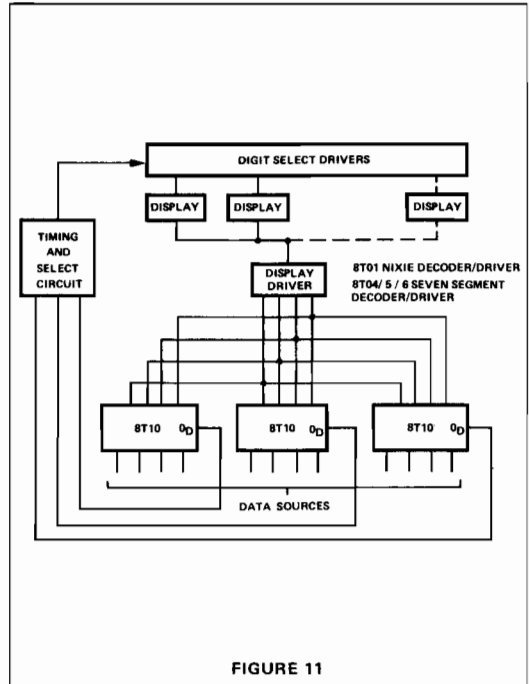 DIGIT SELECT DRIVERS
DISPLAY
DISPLAY
DISPLAY
TIMING
AND
SELECT
CIRCUIT
DISPLAY
DRIVER
8T01 NIXIE DECODER/DRIVER
8T04/ 5 / 6 SEVEN SEGMENT
DECODER/DRIVER
8T10 0D
8T10 0D
8T10 0D
DATA SOURCES
FIGURE 11